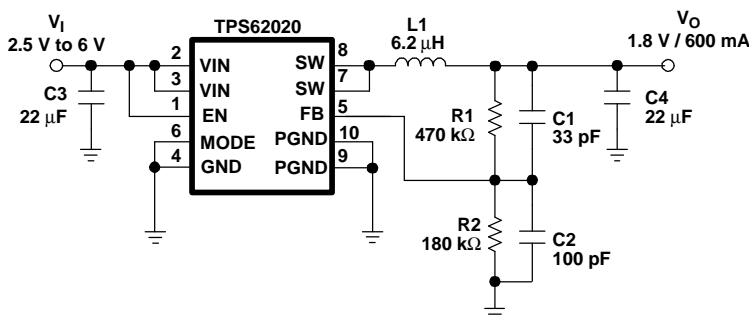 TPS62020
VI
2.5 V to 6 V
C3
22 μF
2
3
1
6
4
VIN
VIN
EN
MODE
GND
SW
SW
FB
PGND
PGND
8
7
5
10
9
L1
6.2 μH
R1
470 kΩ
C1
33 pF
R2
180 kΩ
C2
100 pF
VO
1.8 V / 600 mA
C4
22 μF